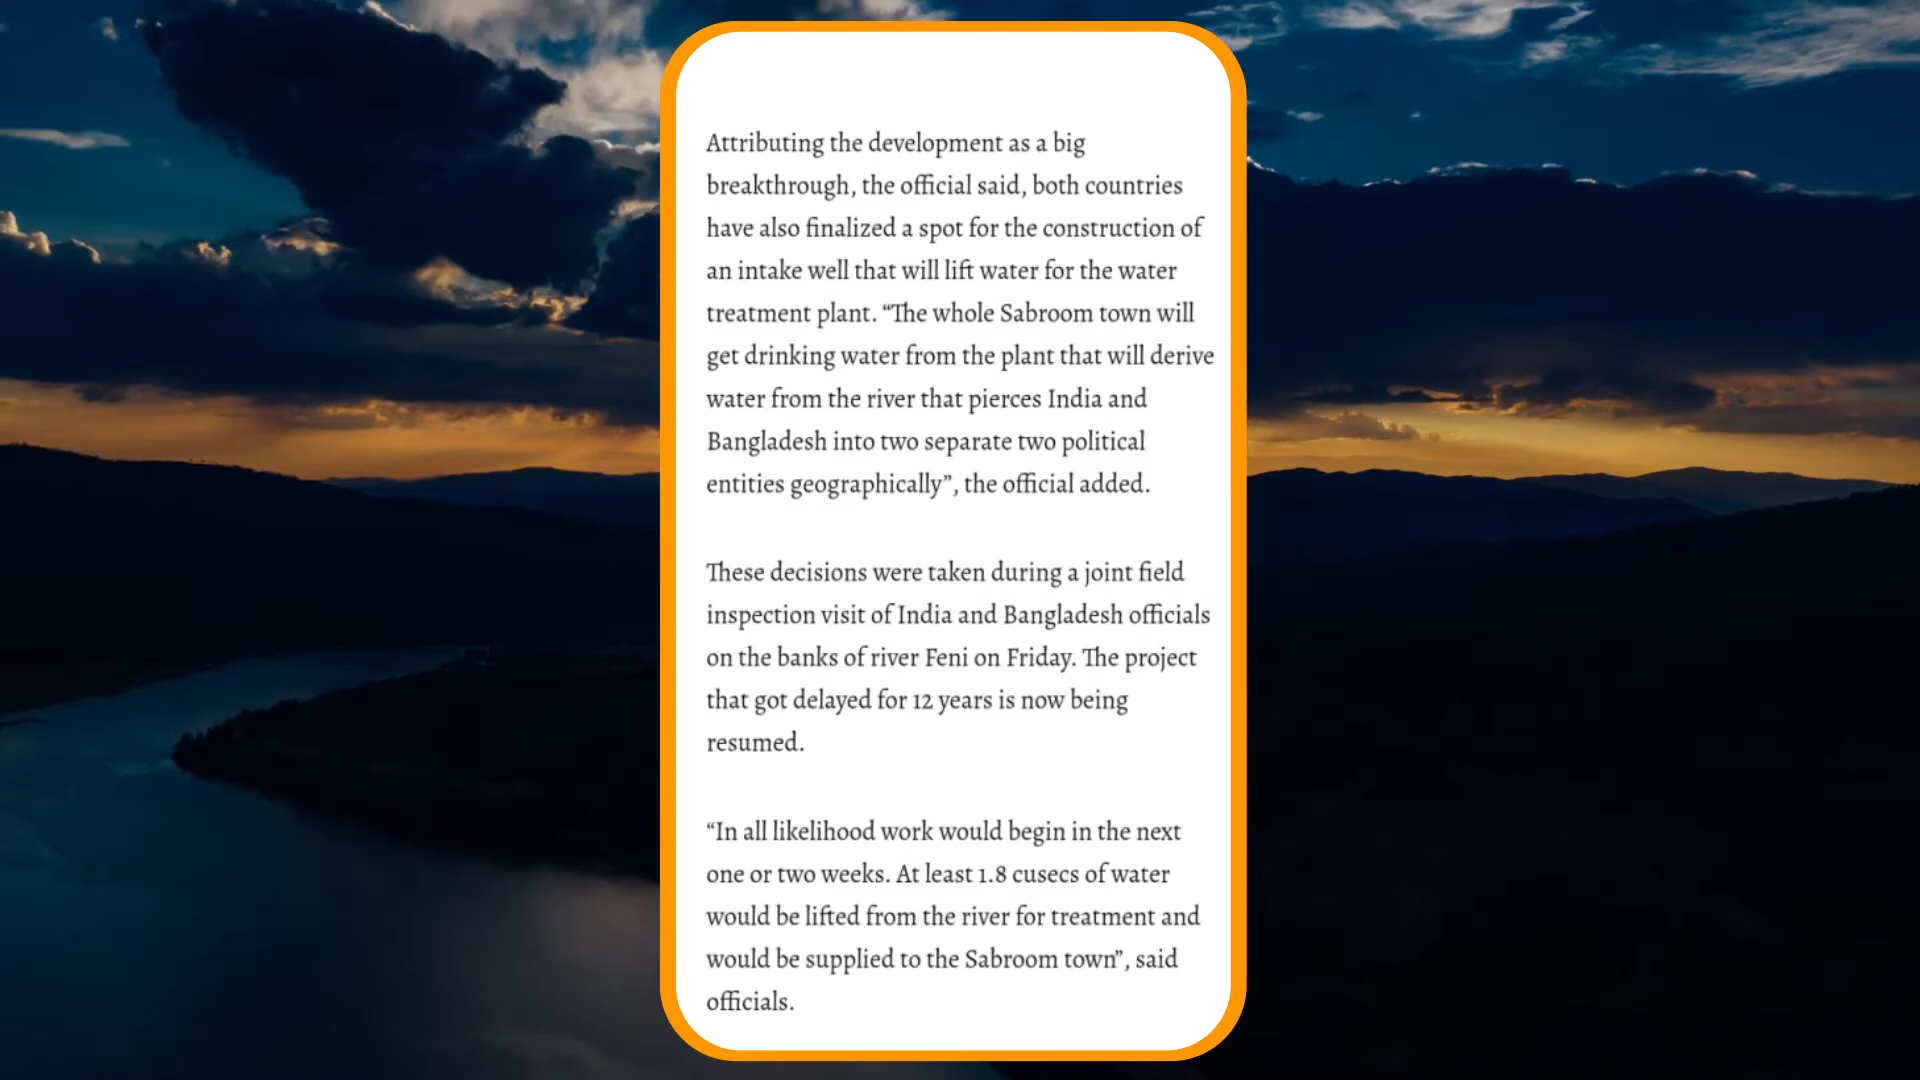 Attributing the development as a big
breakthrough, the official said, both countries
have also finalized a spot for the construction of
an intake well that will lift water for the water
treatment plant. “The whole Sabroom town will
get drinking water from the plant that will derive
water from the river that pierces India and
Bangladesh into two separate two political
entities geographically”, the official added.
These decisions were taken during a joint field
inspection visit of India and Bangladesh officials
on the banks of river Feni on Friday. The project
that got delayed for 12 years is now being
resumed.
“In all likelihood work would begin in the next
one or two weeks. At least 1.8 cusecs of water
would be lifted from the river for treatment and
would be supplied to the Sabroom town”, said
officials.